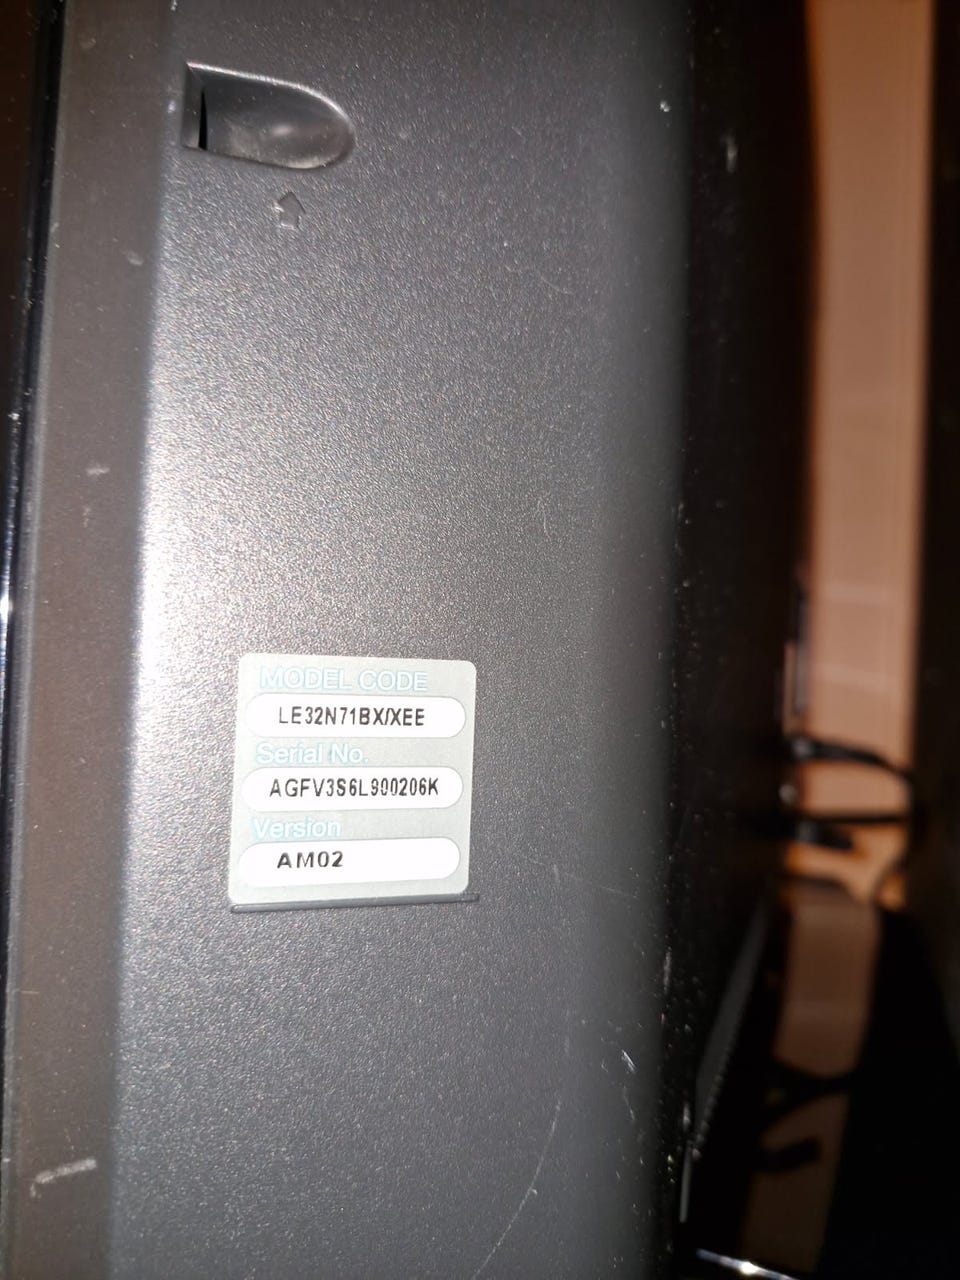 MODEL CODE
LE32N71BX/XEE
Serial No.
AGFV3S6L900206K
Version
AM02